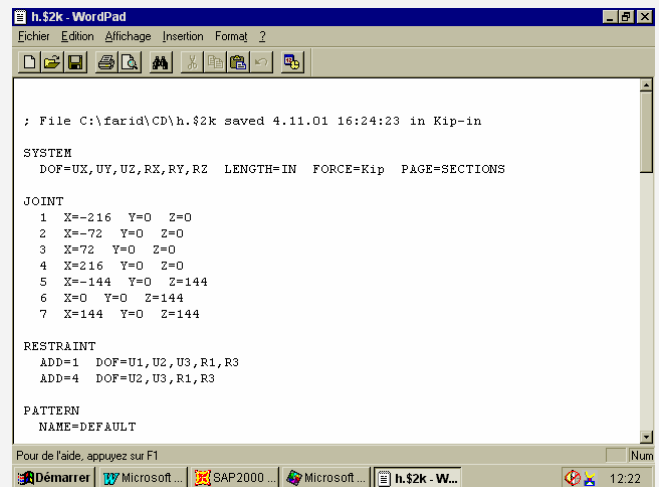 h.$2k - WordPad
Fichier Edition Affichage Insertion Format ?
; File C:\farid\CD\h.$2k saved 4.11.01 16:24:23 in Kip-in
SYSTEM
DOF=UX,UY,UZ,RX,RY,RZ LENGTH=IN FORCE=Kip PAGE=SECTIONS
JOINT
1 X=-216 Y=0 Z=0
2 X=-72 Y=0 Z=0
3 X=72 Y=0 Z=0
4 X=216 Y=0 Z=0
5 X=-144 Y=0 Z=144
6 X=0 Y=0 Z=144
7 X=144 Y=0 Z=144
RESTRAINT
ADD=1 DOF=U1,U2,U3,R1,R3
ADD=4 DOF=U2,U3,R1,R3
PATTERN
NAME=DEFAULT
Pour de l'aide, appuyez sur F1 Num
Démarrer Microsoft ... SAP2000 ... Microsoft ... h.$2k - W... 12:22